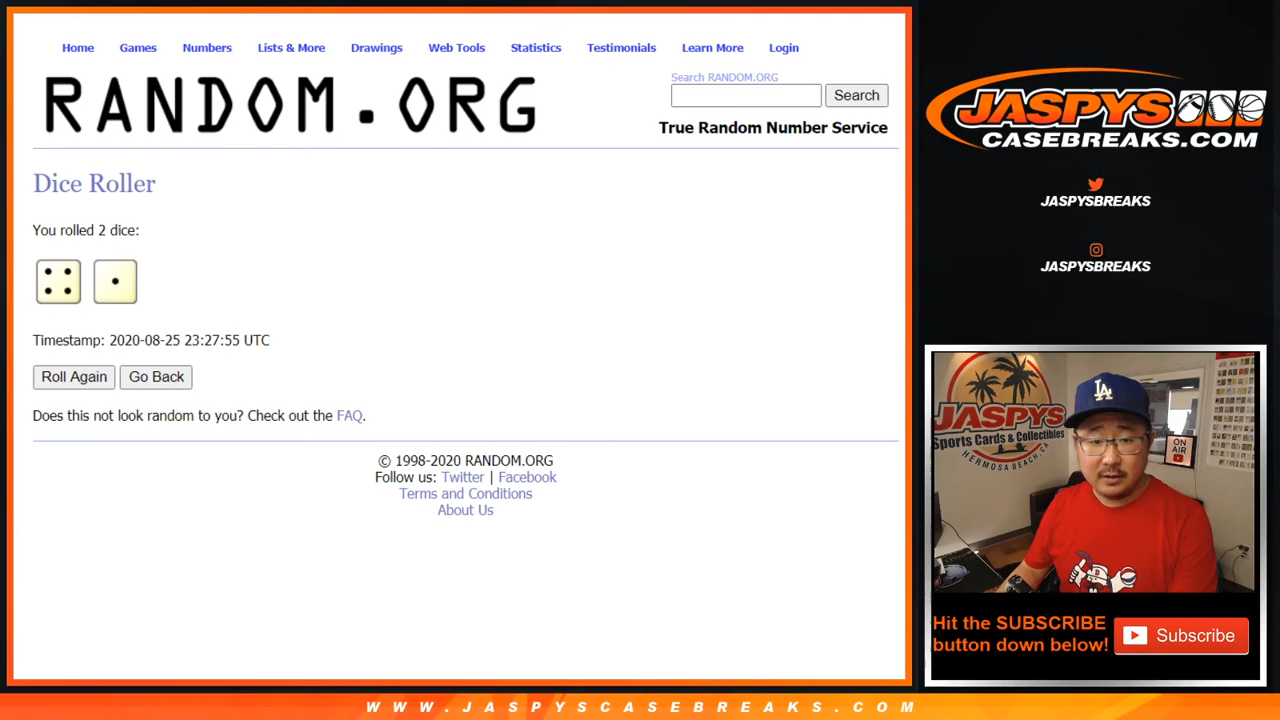 Home Games Numbers Lists & More Drawings Web Tools Statistics Testimonials Learn More Login
RANDOM.ORG
Search RANDOM.ORG
Search
True Random Number Service
Dice Roller
You rolled 2 dice:
Timestamp: 2020-08-25 23:27:55 UTC
Roll Again Go Back
Does this not look random to you? Check out the FAQ.
© 1998-2020 RANDOM.ORG
Follow us: Twitter | Facebook
Terms and Conditions
About Us
JASPYS
CASEBREAKS.COM
JASPYSBREAKS
JASPYSBREAKS
JASPYS
Sports Cards & Collectibles
HERMOSA BEACH, CA
LA
ON
AIR
Hit the SUBSCRIBE
button down below!
Subscribe
WWW.JASPYSCASEBREAKS.COM